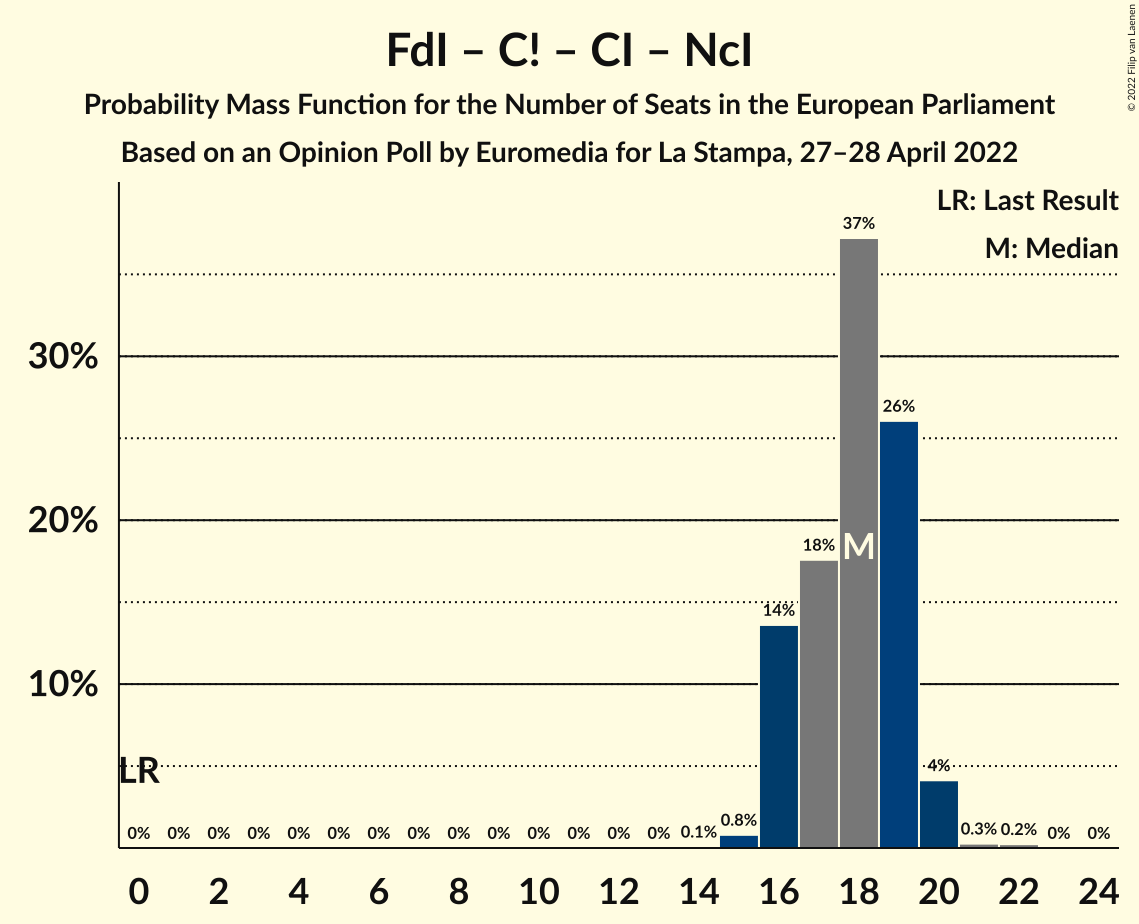 FdI – C! – CI – NcI
Probability Mass Function for the Number of Seats in the European Parliament
Based on an Opinion Poll by Euromedia for La Stampa, 27–28 April 2022
© 2022 Filip van Laenen
LR: Last Result
M: Median
30%
20%
10%
LR
M
0% 0% 0% 0% 0% 0% 0% 0% 0% 0% 0% 0% 0% 0% 0.1% 0.8% 14% 18% 37% 26% 4% 0.3% 0.2% 0% 0%
0 2 4 6 8 10 12 14 16 18 20 22 24